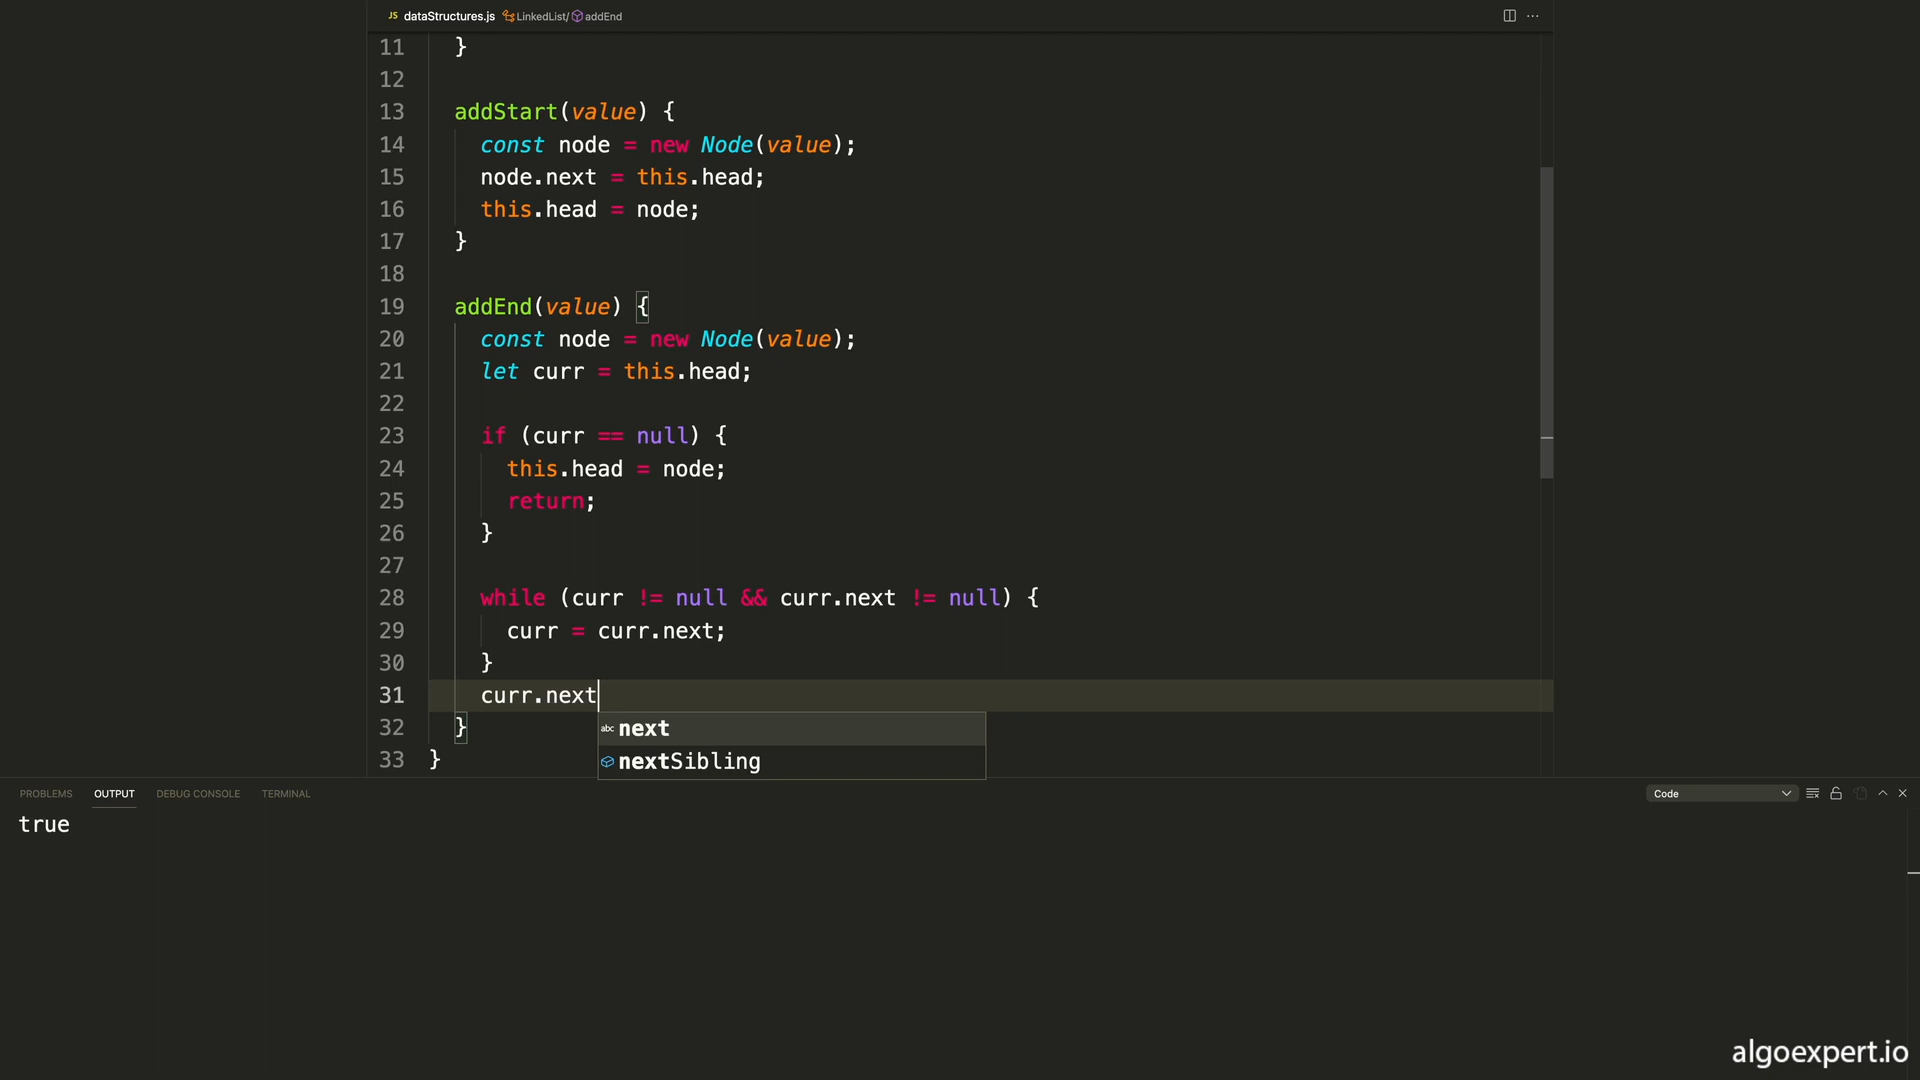 JS dataStructures.js LinkedList/ addEnd
11 }
12
13 addStart(value) {
14 const node = new Node(value);
15 node.next = this.head;
16 this.head = node;
17 }
18
19 addEnd(value) {
20 const node = new Node(value);
21 let curr = this.head;
22
23 if (curr == null) {
24 this.head = node;
25 return;
26 }
27
28 while (curr != null && curr.next != null) {
29 curr = curr.next;
30 }
31 curr.next
32 }
abc next
33 }
nextSibling
PROBLEMS OUTPUT DEBUG CONSOLE TERMINAL Code
true
algoexpert.io